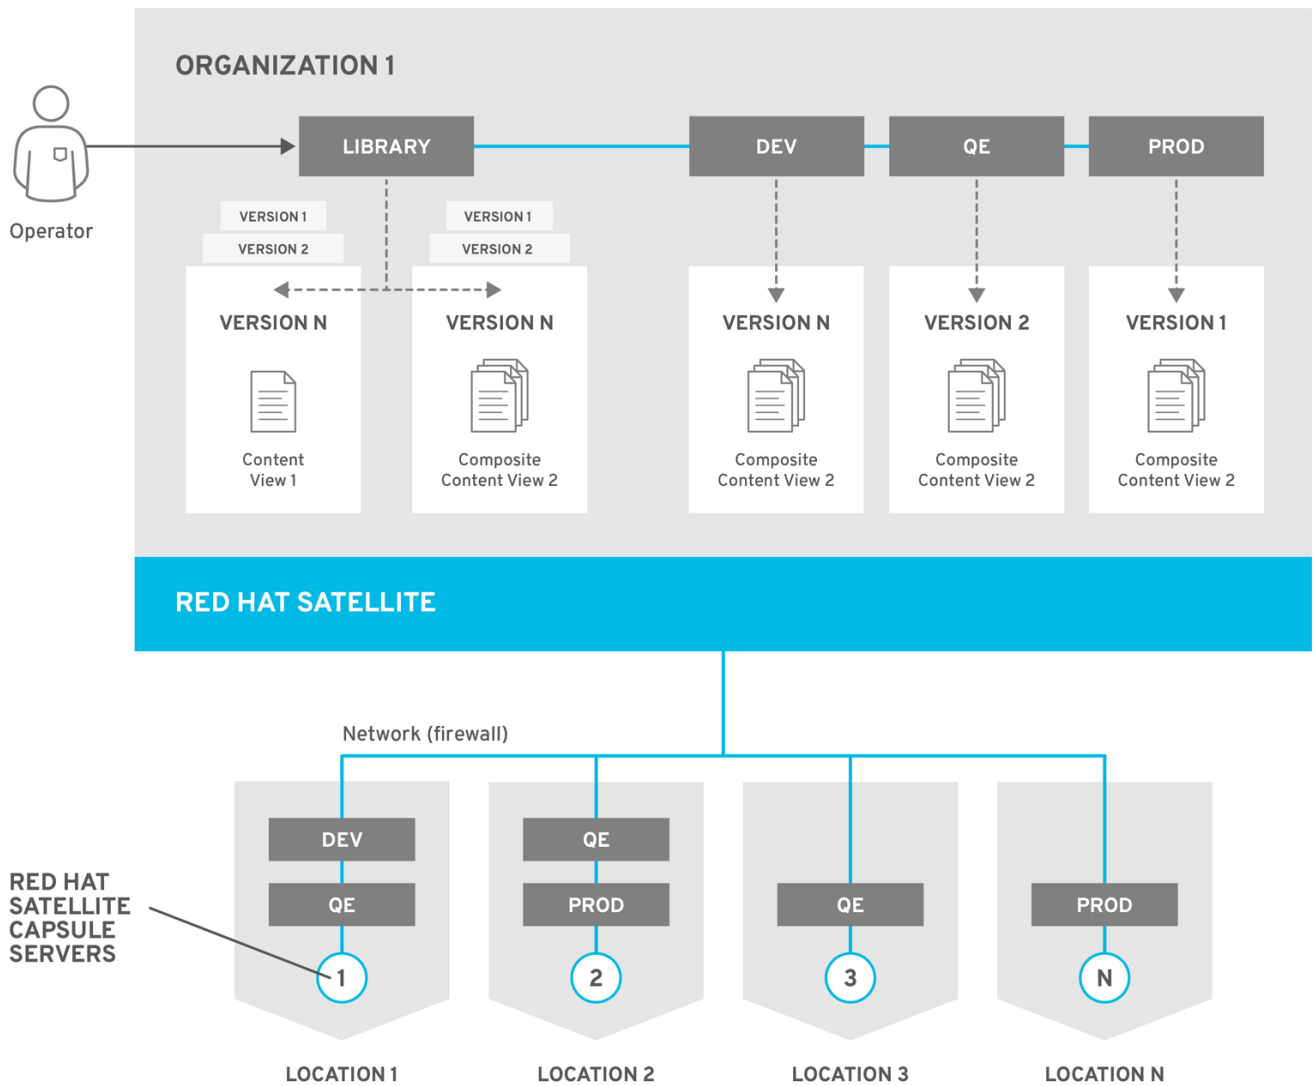 ORGANIZATION 1
LIBRARY
DEV
QE
PROD
Operator
VERSION 1
VERSION 2
VERSION 1
VERSION 2
VERSION N
VERSION N
VERSION N
VERSION 2
VERSION 1
Content
View 1
Composite
Content View 2
Composite
Content View 2
Composite
Content View 2
Composite
Content View 2
RED HAT SATELLITE
Network (firewall)
DEV
QE
QE
PROD
QE
PROD
RED HAT
SATELLITE
CAPSULE
SERVERS
1
2
3
N
LOCATION 1
LOCATION 2
LOCATION 3
LOCATION N